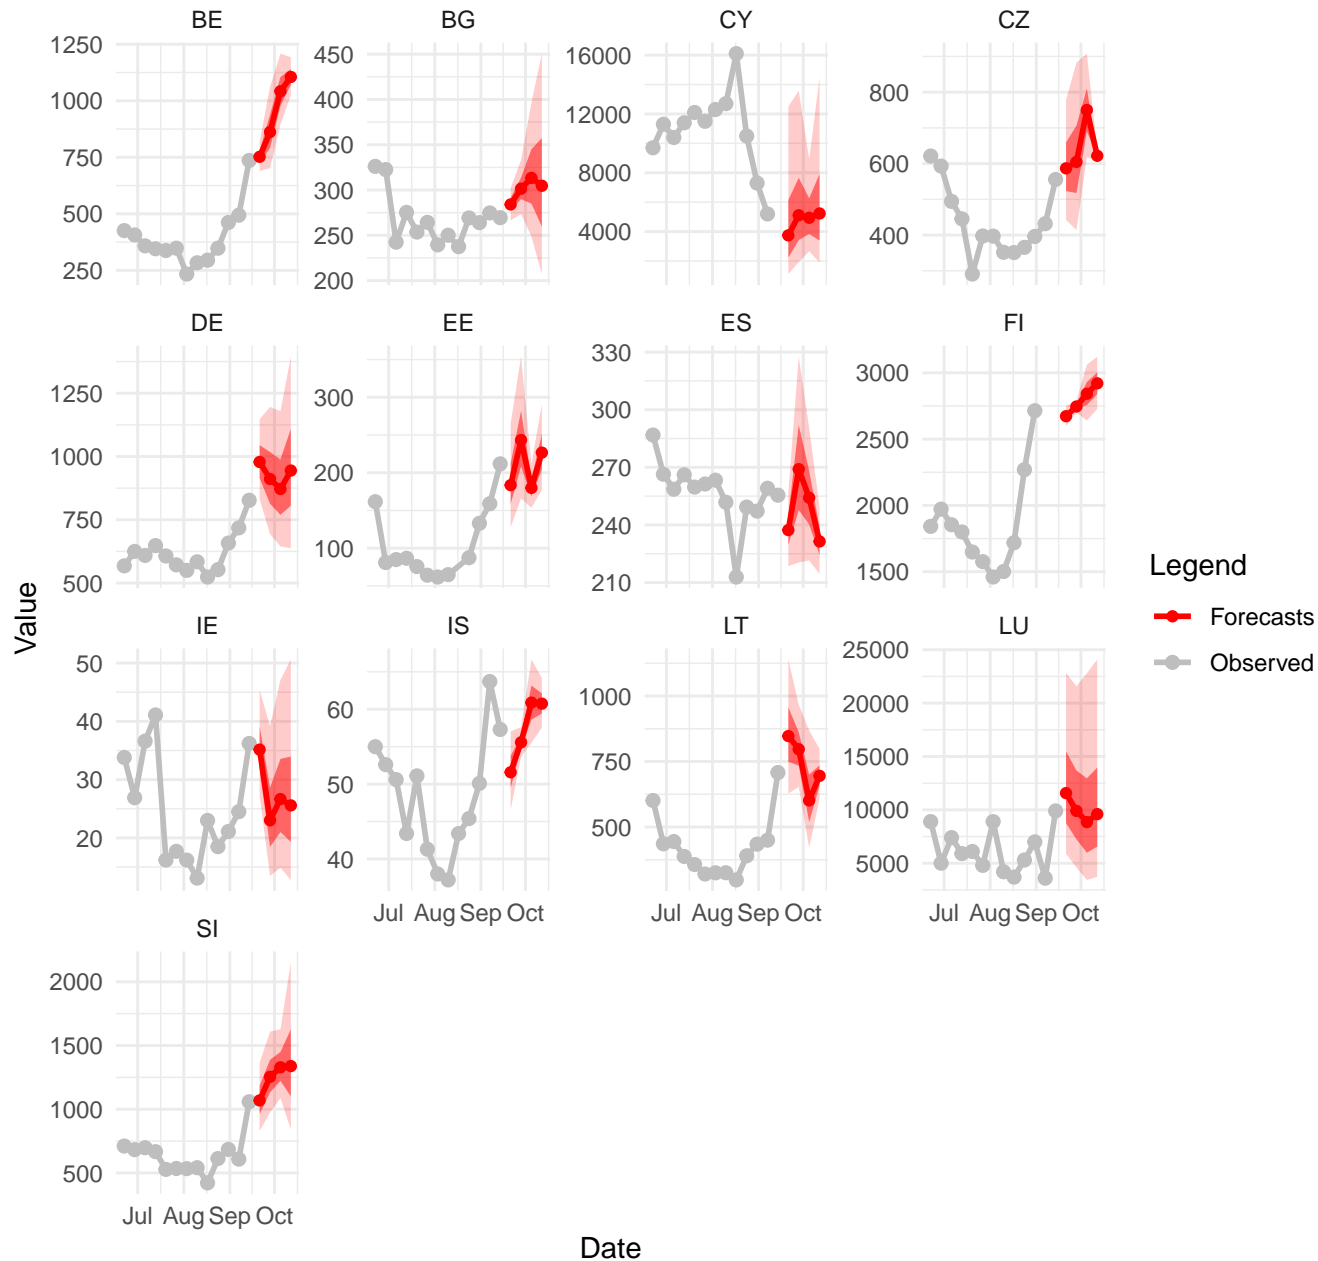 BE
BG
CY
CZ
1250
1000
750
500
250
450
400
350
300
250
200
16000
12000
8000
4000
800
600
400
DE
EE
ES
FI
1250
1000
750
500
300
200
100
330
300
270
240
210
3000
2500
2000
1500
IE
IS
LT
LU
50
40
30
20
60
50
40
1000
750
500
25000
20000
15000
10000
5000
Jul Aug Sep Oct
Jul Aug Sep Oct
Jul Aug Sep Oct
SI
2000
1500
1000
500
Jul Aug Sep Oct
Value
Date
Legend
Forecasts
Observed